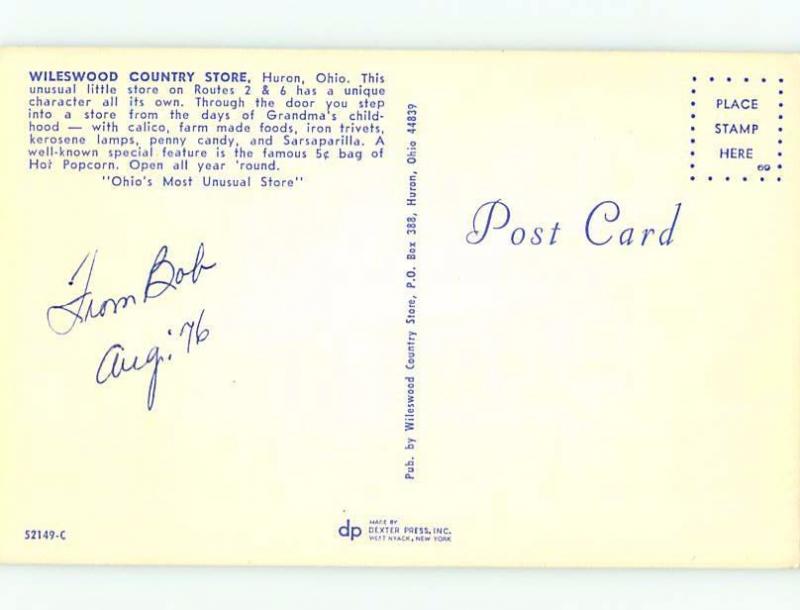 WILESWOOD COUNTRY STORE, Huron, Ohio. This
unusual little store on Routes 2 & 6 has a unique
character all its own. Through the door you step
into a store from the days of Grandma's child-
hood — with calico, farm made foods, iron trivets,
kerosene lamps, penny candy, and Sarsaparilla. A
well-known special feature is the famous 5¢ bag of
Hot Popcorn. Open all year 'round.
"Ohio's Most Unusual Store"
From Bob
Aug: 76
52149-C
Pub. by Wileswood Country Store, P.O. Box 388, Huron, Ohio 44839
dp
MADE BY
DEXTER PRESS, INC.
WEST NYACK, NEW YORK
PLACE
STAMP
HERE
Post Card